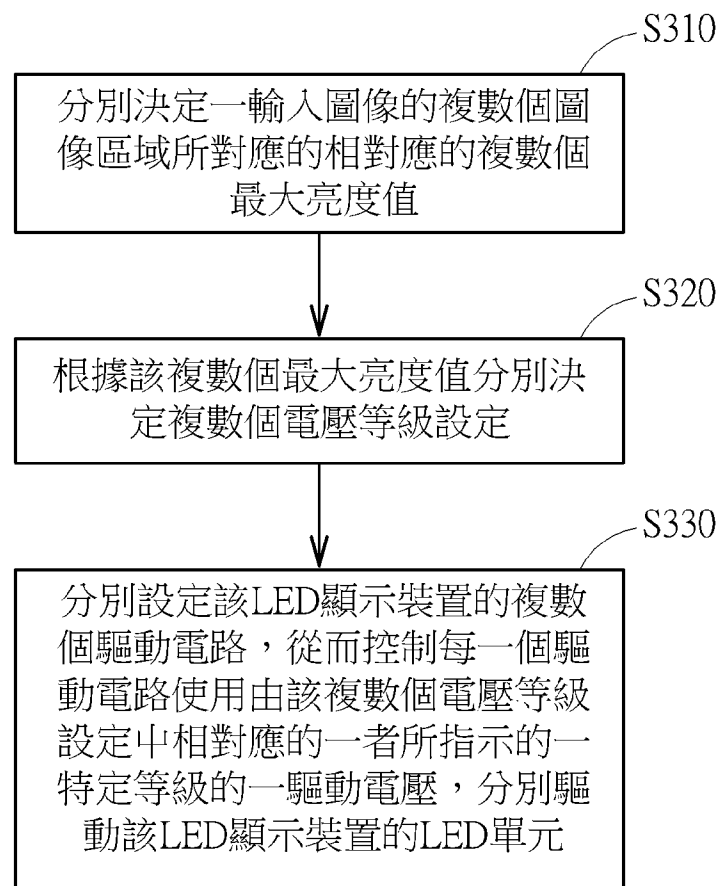 S310
分別決定一輸入圖像的複數個圖
像區域所對應的相對應的複數個
最大亮度值
S320
根據該複數個最大亮度值分別決
定複數個電壓等級設定
S330
分別設定該LED顯示裝置的複數
個驅動電路，從而控制每一個驅
動電路使用由該複數個電壓等級
設定中相對應的一者所指示的一
特定等級的一驅動電壓，分別驅
動該LED顯示裝置的LED單元